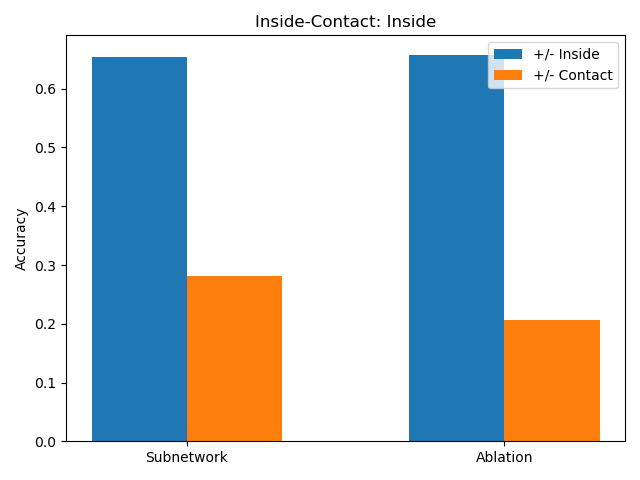 Inside-Contact: Inside
+/- Inside
+/- Contact
Accuracy
0.6
0.5
0.4
0.3
0.2
0.1
0.0
Subnetwork
Ablation